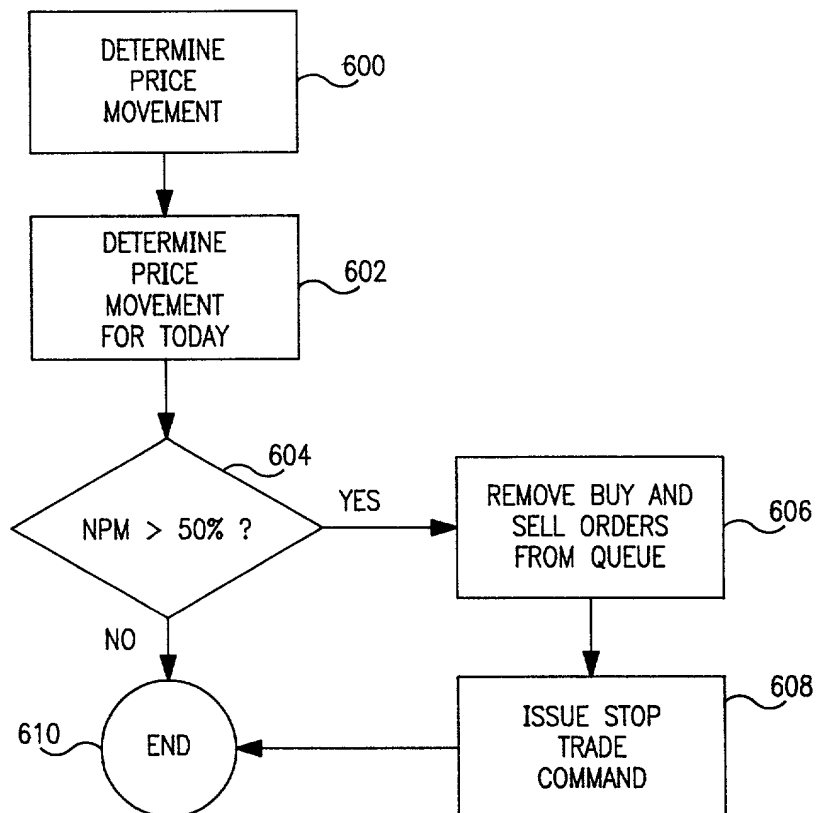 DETERMINE
PRICE
MOVEMENT
600
DETERMINE
PRICE
MOVEMENT
FOR TODAY
602
NPM > 50% ?
604
YES
REMOVE BUY AND
SELL ORDERS
FROM QUEUE
606
NO
610
END
ISSUE STOP
TRADE
COMMAND
608